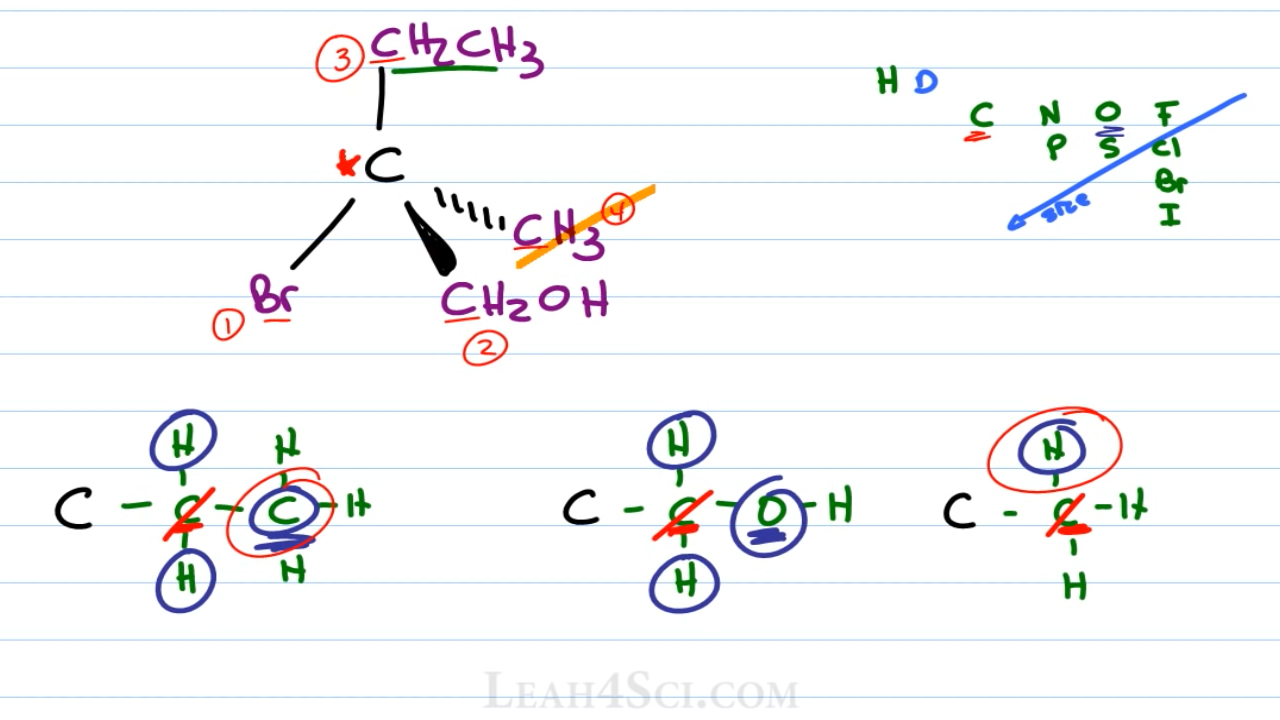 ③ CH₂CH₃
H D
C N O F
P S Cl
Br
I
size
* C
CH₃ ④
Br
①
CH₂OH
②
H H
C - C - C - H
H H
H
C - C - O - H
H
H
C - C - H
H
LEAH4SCI.COM